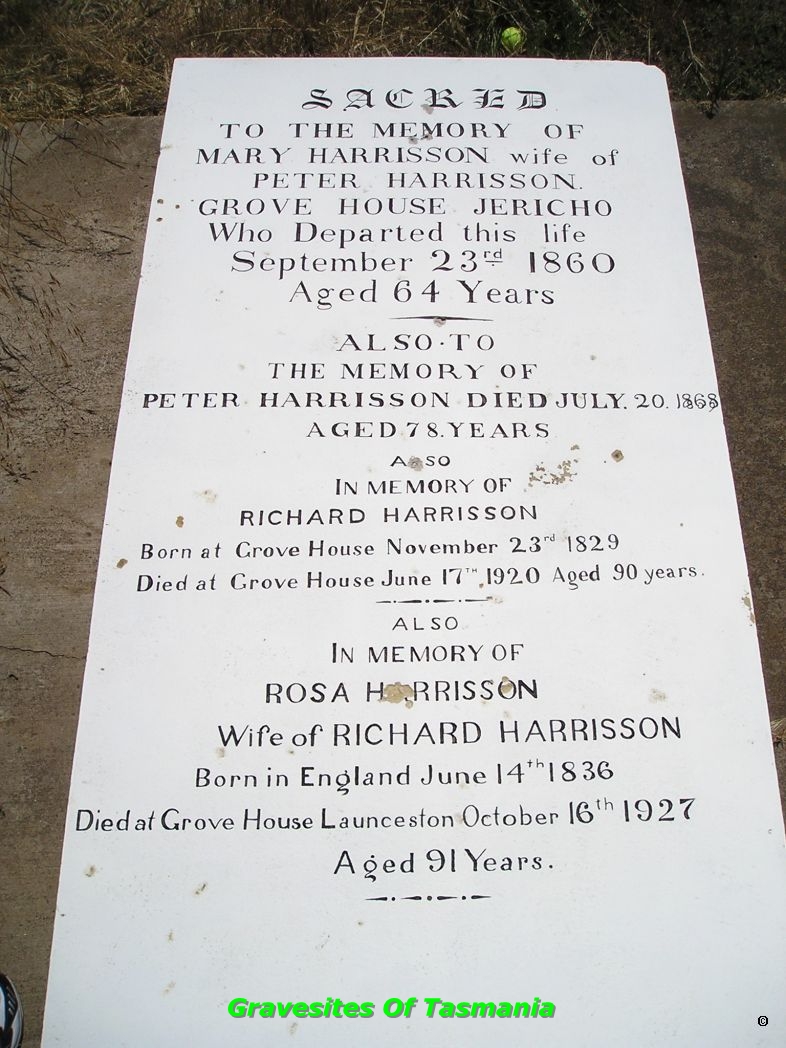 SACRED
TO THE MEMORY OF
MARY HARRISSON wife of
PETER HARRISSON.
GROVE HOUSE JERICHO
Who Departed this life
September 23rd 1860
Aged 64 Years
ALSO·TO
THE MEMORY OF
PETER HARRISSON DIED JULY. 20. 1868
AGED 78. YEARS
ALSO
IN MEMORY OF
RICHARD HARRISSON
Born at Grove House November 23rd 1829
Died at Grove House June 17TH 1920 Aged 90 years.
ALSO
IN MEMORY OF
ROSA HARRISSON
Wife of RICHARD HARRISSON
Born in England June 14th 1836
Died at Grove House Launceston October 16th 1927
Aged 91 Years.
Gravesites Of Tasmania
©